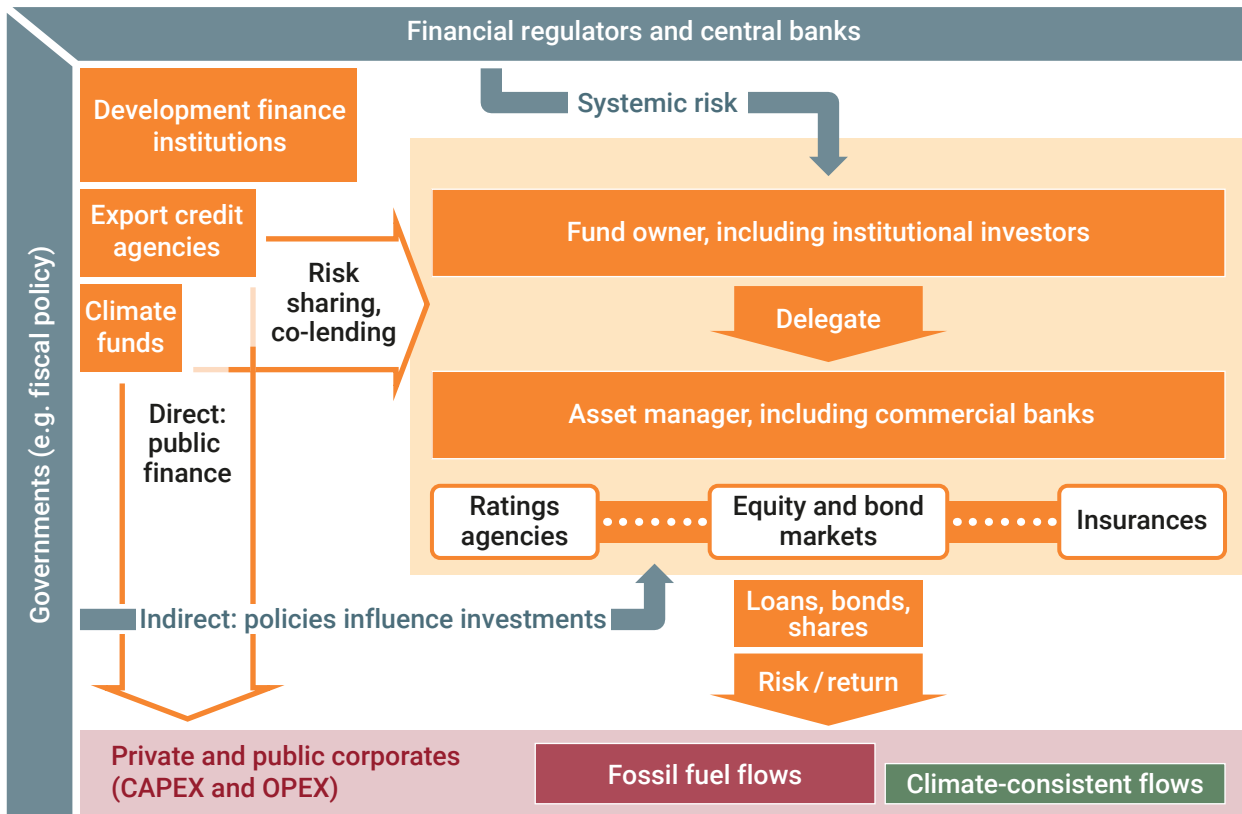 Financial regulators and central banks
Governments (e.g. fiscal policy)
Development finance
institutions
Systemic risk
Export credit
agencies
Climate
funds
Risk
sharing,
co-lending
Direct:
public
finance
Fund owner, including institutional investors
Delegate
Asset manager, including commercial banks
Ratings
agencies
Equity and bond
markets
Insurances
Indirect: policies influence investments
Loans, bonds,
shares
Risk / return
Private and public corporates
(CAPEX and OPEX)
Fossil fuel flows
Climate-consistent flows